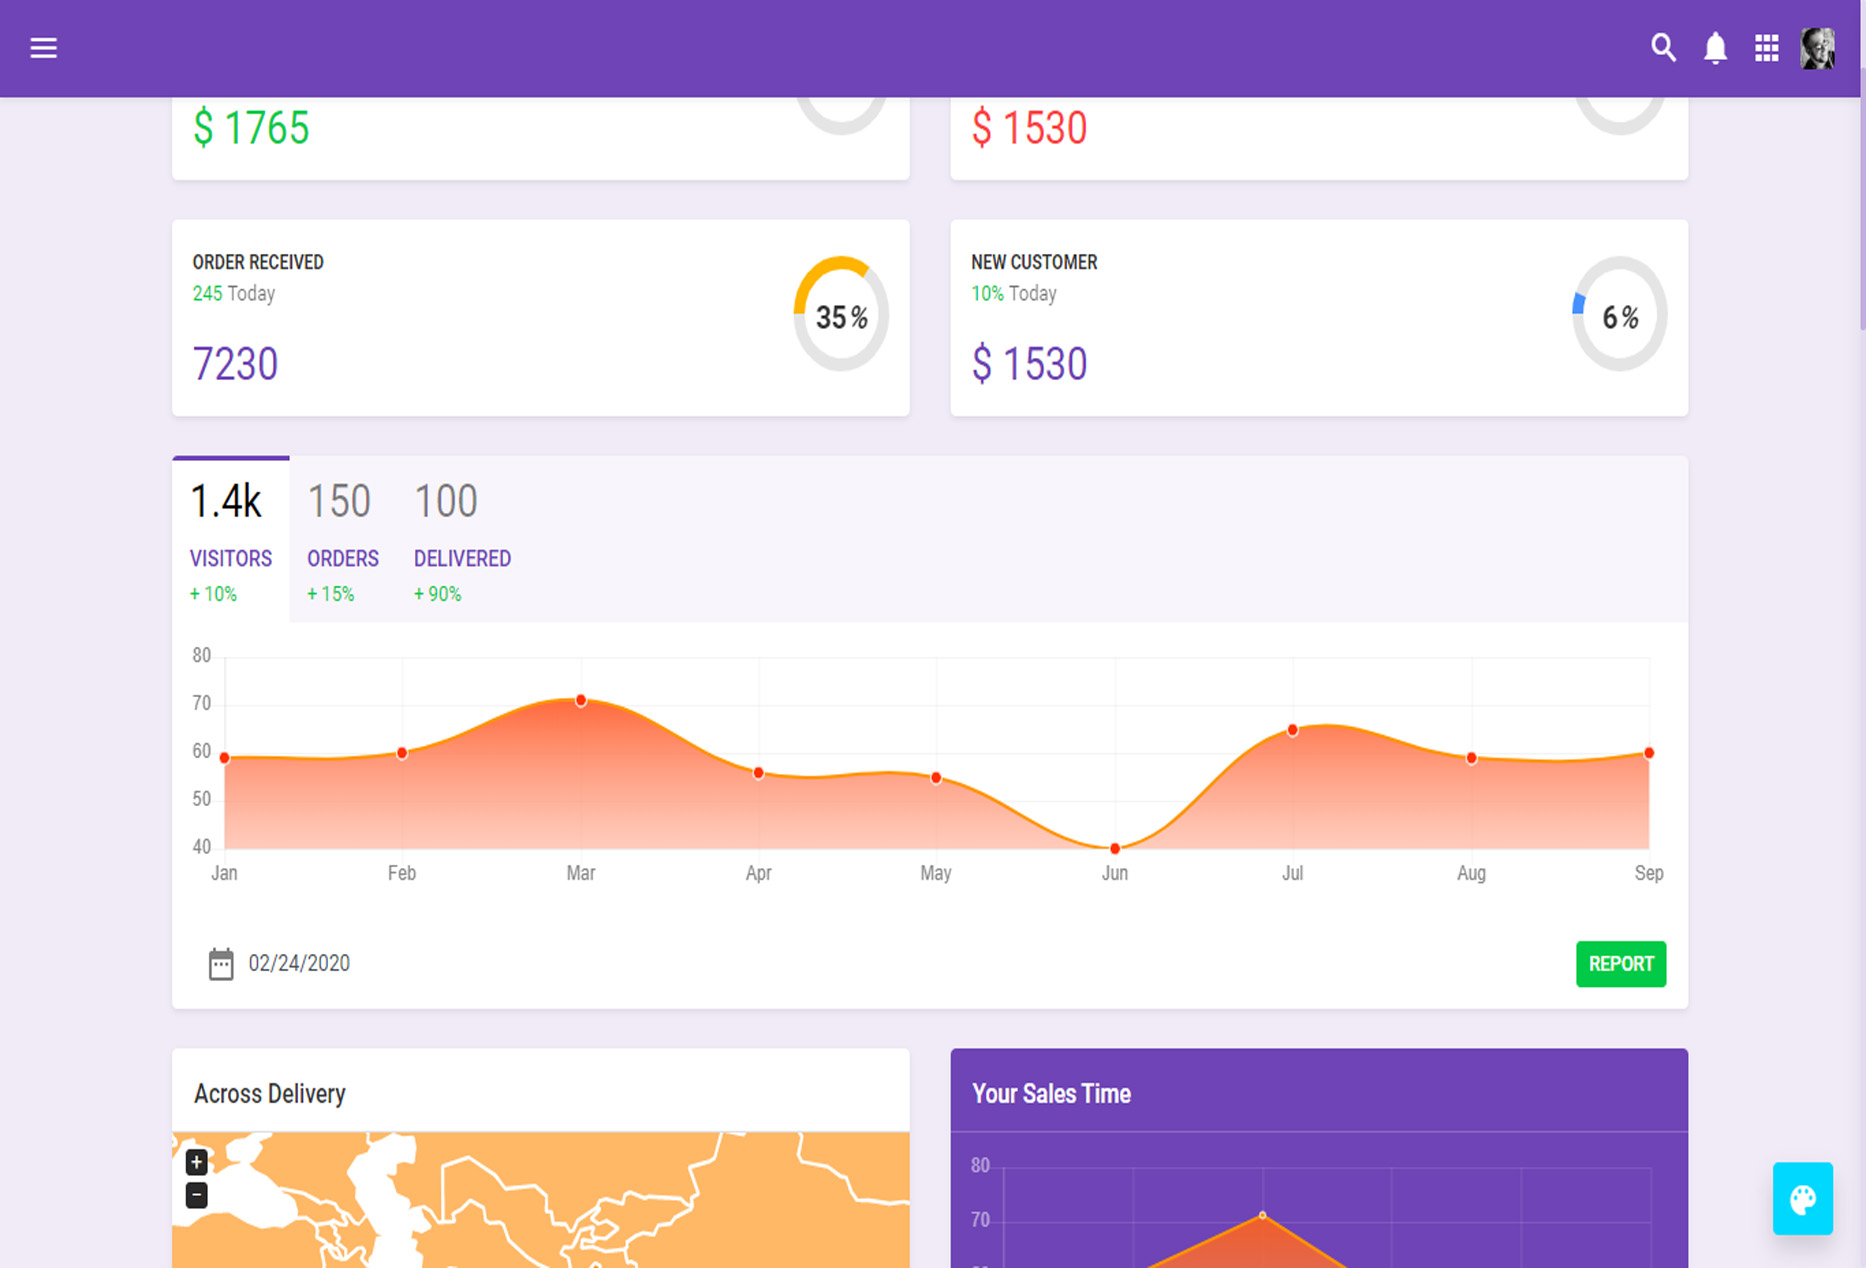 $ 1765
$ 1530
ORDER RECEIVED
245 Today
7230
35%
NEW CUSTOMER
10% Today
$ 1530
6%
1.4k
VISITORS
+ 10%
150
ORDERS
+ 15%
100
DELIVERED
+ 90%
80
70
60
50
40
Jan Feb Mar Apr May Jun Jul Aug Sep
02/24/2020
REPORT
Across Delivery
+
−
Your Sales Time
80
70